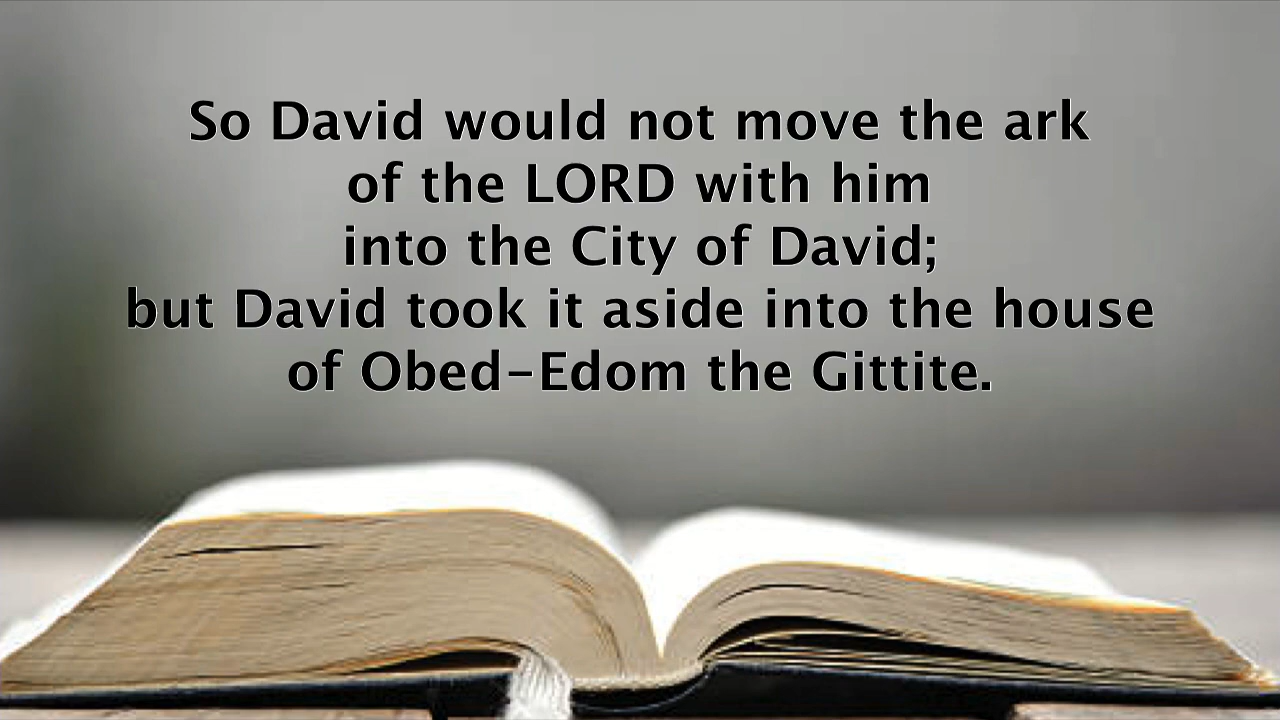 So David would not move the ark
of the LORD with him
into the City of David;
but David took it aside into the house
of Obed-Edom the Gittite.